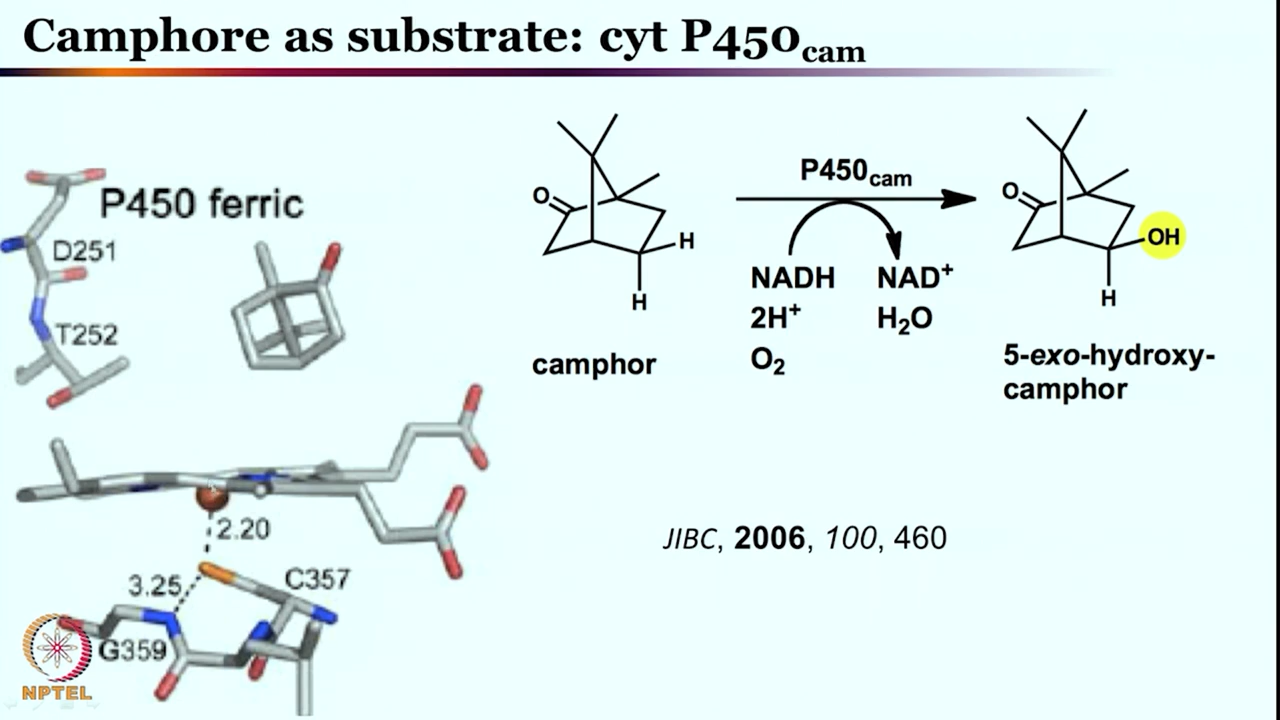 Camphore as substrate: cyt P450cam
P450 ferric
D251
T252
2.20
3.25
C357
G359
O
H
H
camphor
P450cam
NADH
2H+
O2
NAD+
H2O
O
OH
H
5-exo-hydroxy-
camphor
JIBC, 2006, 100, 460
NPTEL